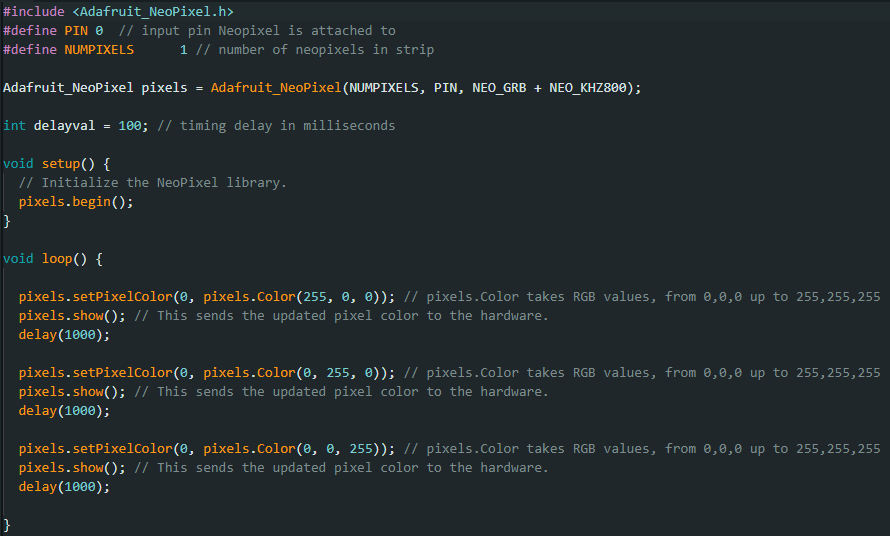 #include <Adafruit_NeoPixel.h>
#define PIN 0  // input pin Neopixel is attached to
#define NUMPIXELS      1 // number of neopixels in strip

Adafruit_NeoPixel pixels = Adafruit_NeoPixel(NUMPIXELS, PIN, NEO_GRB + NEO_KHZ800);

int delayval = 100; // timing delay in milliseconds

void setup() {
  // Initialize the NeoPixel library.
  pixels.begin();
}

void loop() {

  pixels.setPixelColor(0, pixels.Color(255, 0, 0)); // pixels.Color takes RGB values, from 0,0,0 up to 255,255,255
  pixels.show(); // This sends the updated pixel color to the hardware.
  delay(1000);

  pixels.setPixelColor(0, pixels.Color(0, 255, 0)); // pixels.Color takes RGB values, from 0,0,0 up to 255,255,255
  pixels.show(); // This sends the updated pixel color to the hardware.
  delay(1000);

  pixels.setPixelColor(0, pixels.Color(0, 0, 255)); // pixels.Color takes RGB values, from 0,0,0 up to 255,255,255
  pixels.show(); // This sends the updated pixel color to the hardware.
  delay(1000);

}